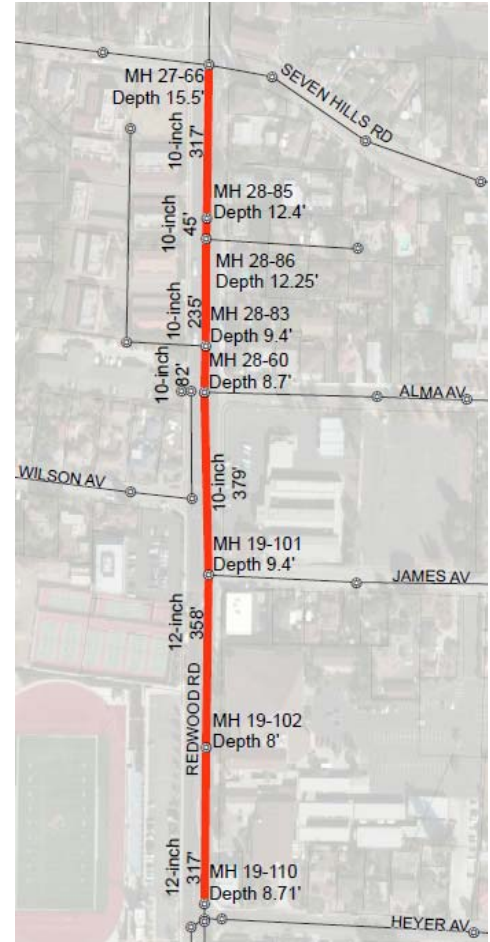 MH 27-66
Depth 15.5'
SEVEN HILLS RD
10-inch
317'
MH 28-85
Depth 12.4'
10-inch
45'
MH 28-86
Depth 12.25'
10-inch
235'
MH 28-83
Depth 9.4'
MH 28-60
Depth 8.7'
10-inch
82'
ALMA AV
WILSON AV
10-inch
379'
MH 19-101
Depth 9.4'
JAMES AV
12-inch
358'
REDWOOD RD
MH 19-102
Depth 8'
12-inch
317'
MH 19-110
Depth 8.71'
HEYER AV